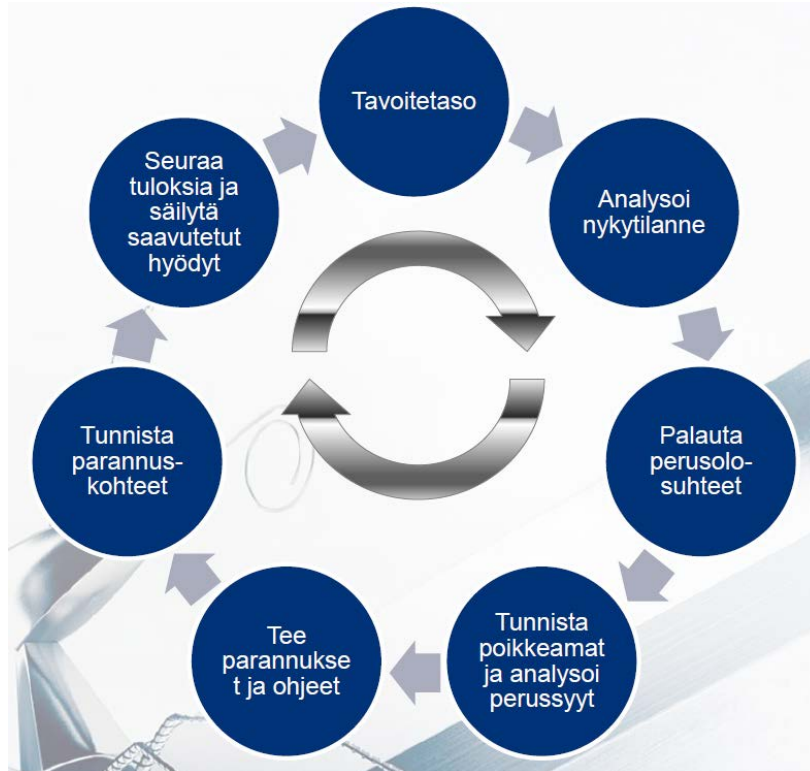 Tavoitetaso
Analysoi
nykytilanne
Palauta
perusolo-
suhteet
Tunnista
poikkeamat
ja analysoi
perussyyt
Tee
parannukse
t ja ohjeet
Tunnista
parannus-
kohteet
Seuraa
tuloksia ja
säilytä
saavutetut
hyödyt